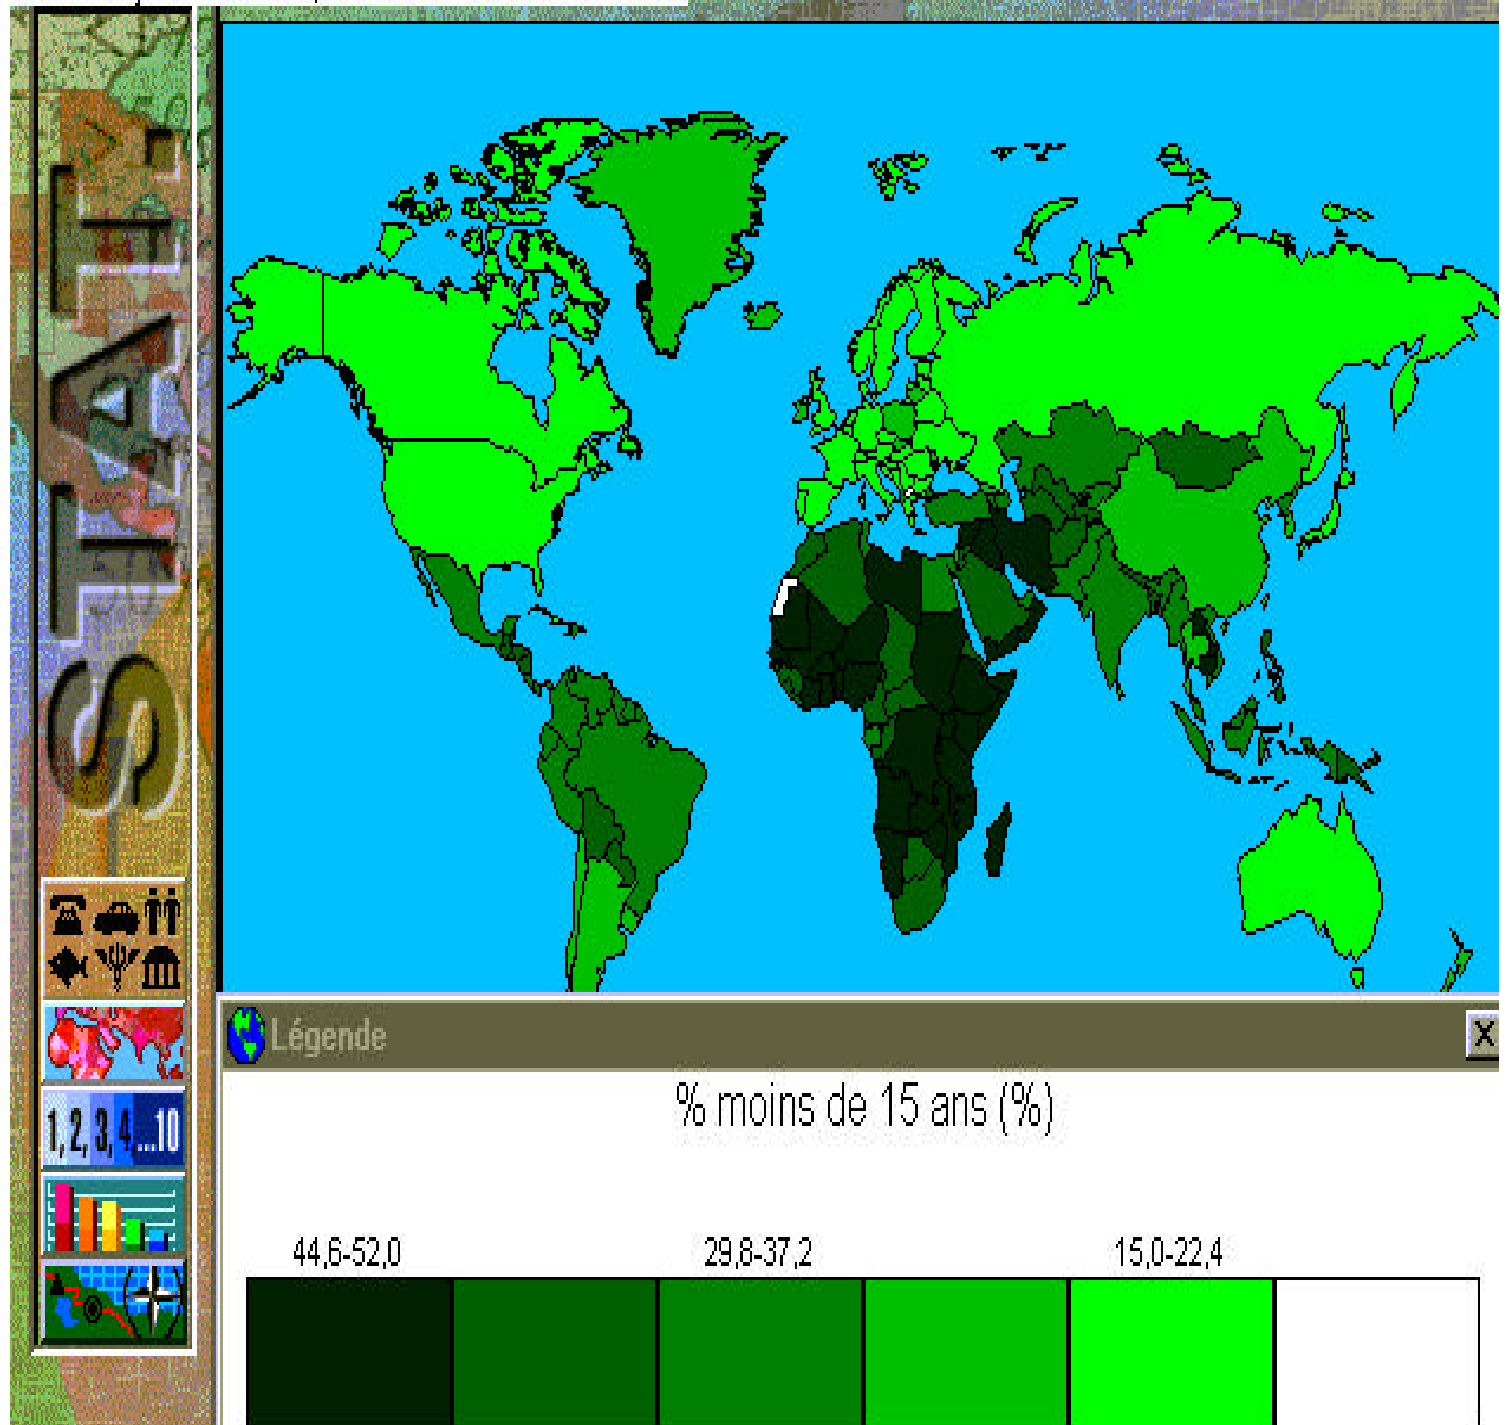 STATI
Légende
X
% moins de 15 ans (%)
1, 2, 3, 4 ...10
44,6-52,0 29,8-37,2 15,0-22,4